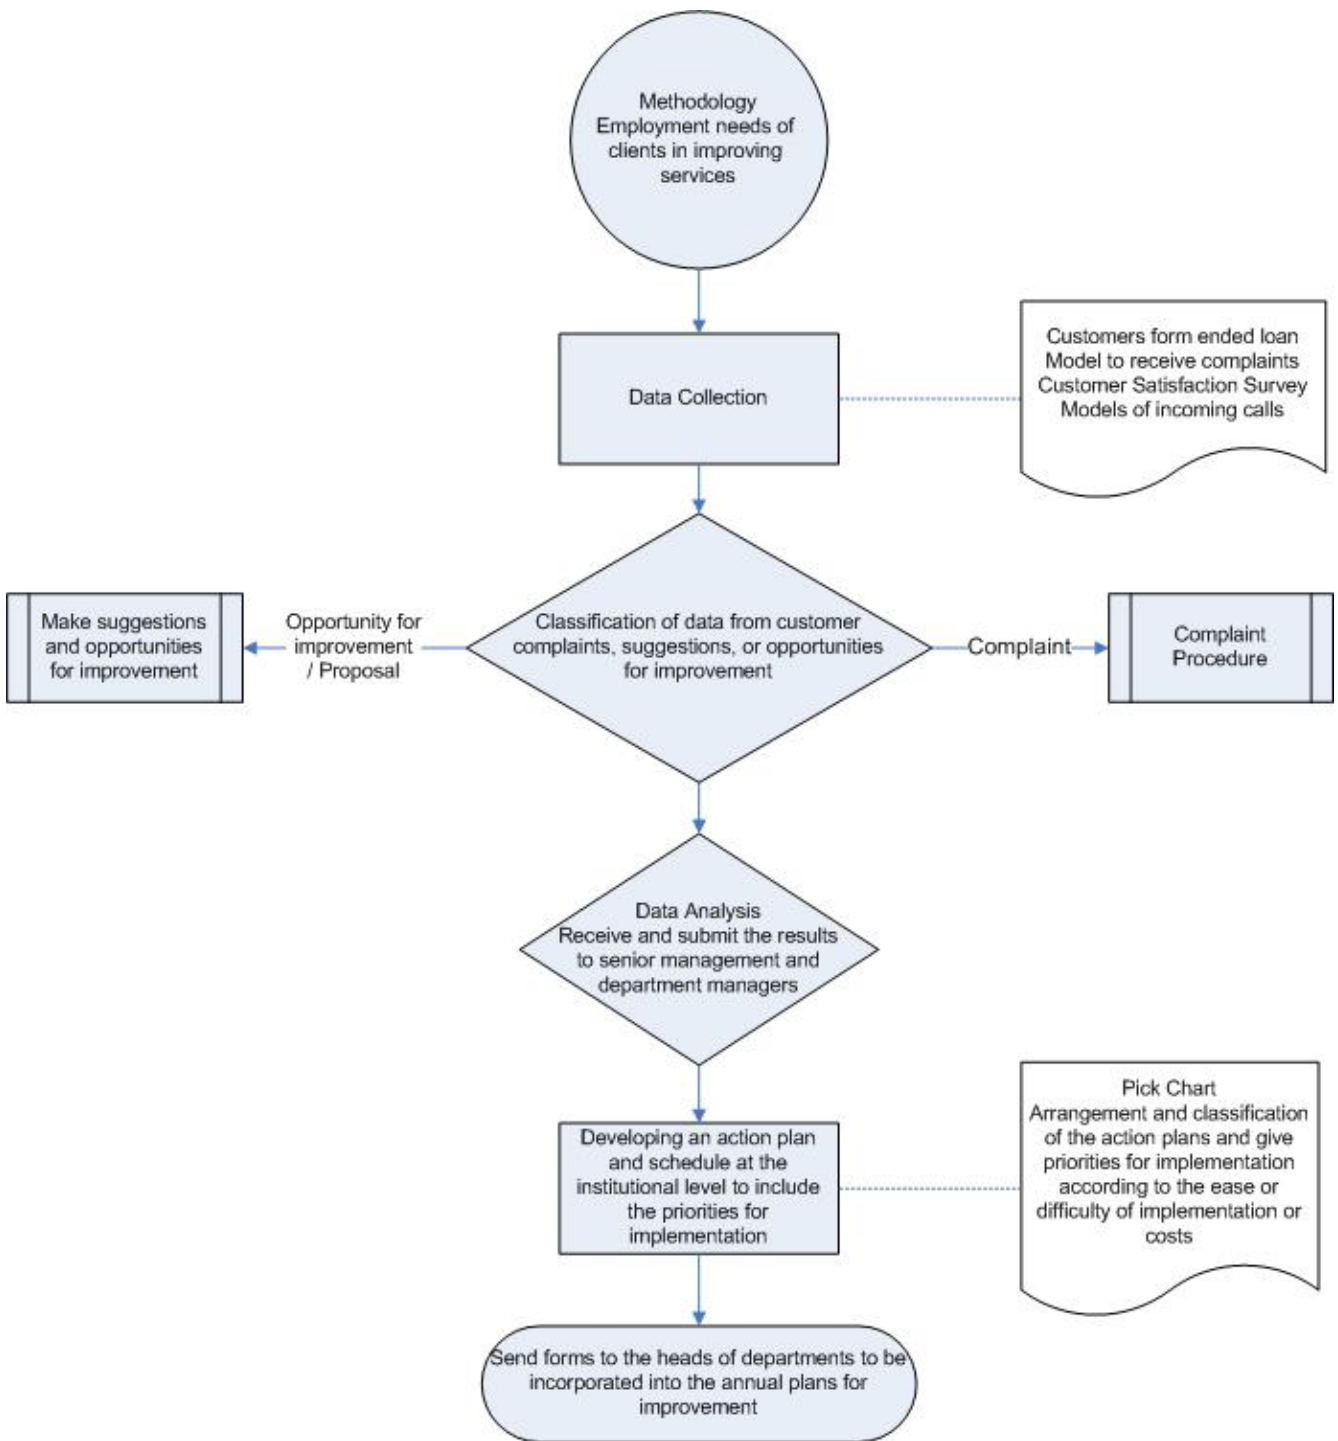 Methodology
Employment needs of
clients in improving
services
Data Collection
Customers form ended loan
Model to receive complaints
Customer Satisfaction Survey
Models of incoming calls
Make suggestions
and opportunities
for improvement
Opportunity for
improvement
/ Proposal
Classification of data from customer
complaints, suggestions, or opportunities
for improvement
Complaint
Complaint
Procedure
Data Analysis
Receive and submit the results
to senior management and
department managers
Developing an action plan
and schedule at the
institutional level to include
the priorities for
implementation
Pick Chart
Arrangement and classification
of the action plans and give
priorities for implementation
according to the ease or
difficulty of implementation or
costs
Send forms to the heads of departments to be
incorporated into the annual plans for
improvement